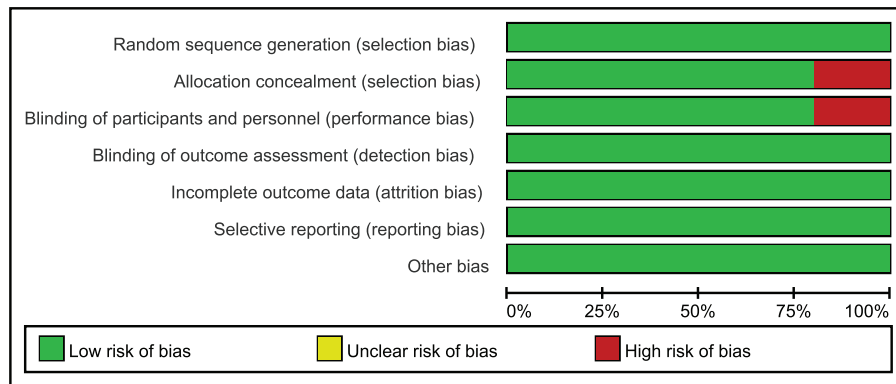 Random sequence generation (selection bias)
Allocation concealment (selection bias)
Blinding of participants and personnel (performance bias)
Blinding of outcome assessment (detection bias)
Incomplete outcome data (attrition bias)
Selective reporting (reporting bias)
Other bias
0% 25% 50% 75% 100%
Low risk of bias Unclear risk of bias High risk of bias